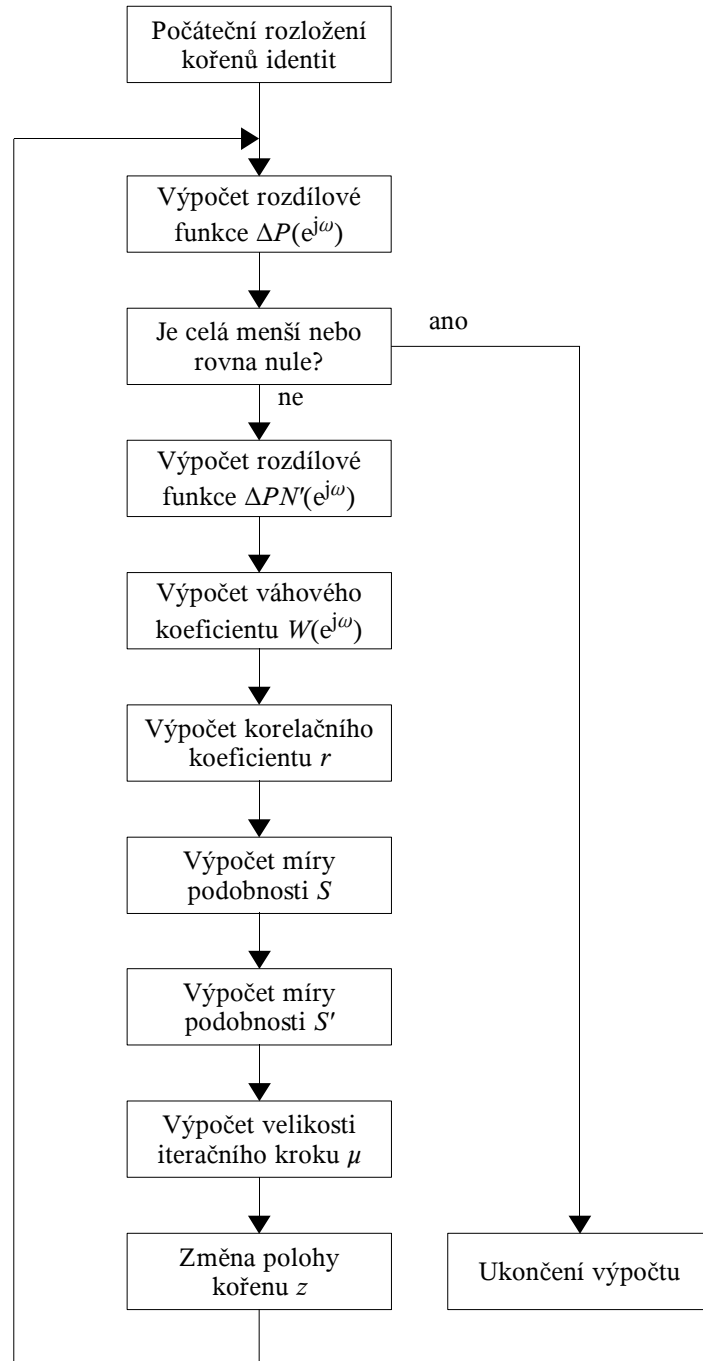 Počáteční rozložení
kořenů identit
Výpočet rozdílové
funkce ΔP(e^jω)
Je celá menší nebo
rovna nule?
ano
ne
Výpočet rozdílové
funkce ΔPN′(e^jω)
Výpočet váhového
koeficientu W(e^jω)
Výpočet korelačního
koeficientu r
Výpočet míry
podobnosti S
Výpočet míry
podobnosti S′
Výpočet velikosti
iteračního kroku μ
Změna polohy
kořenu z
Ukončení výpočtu